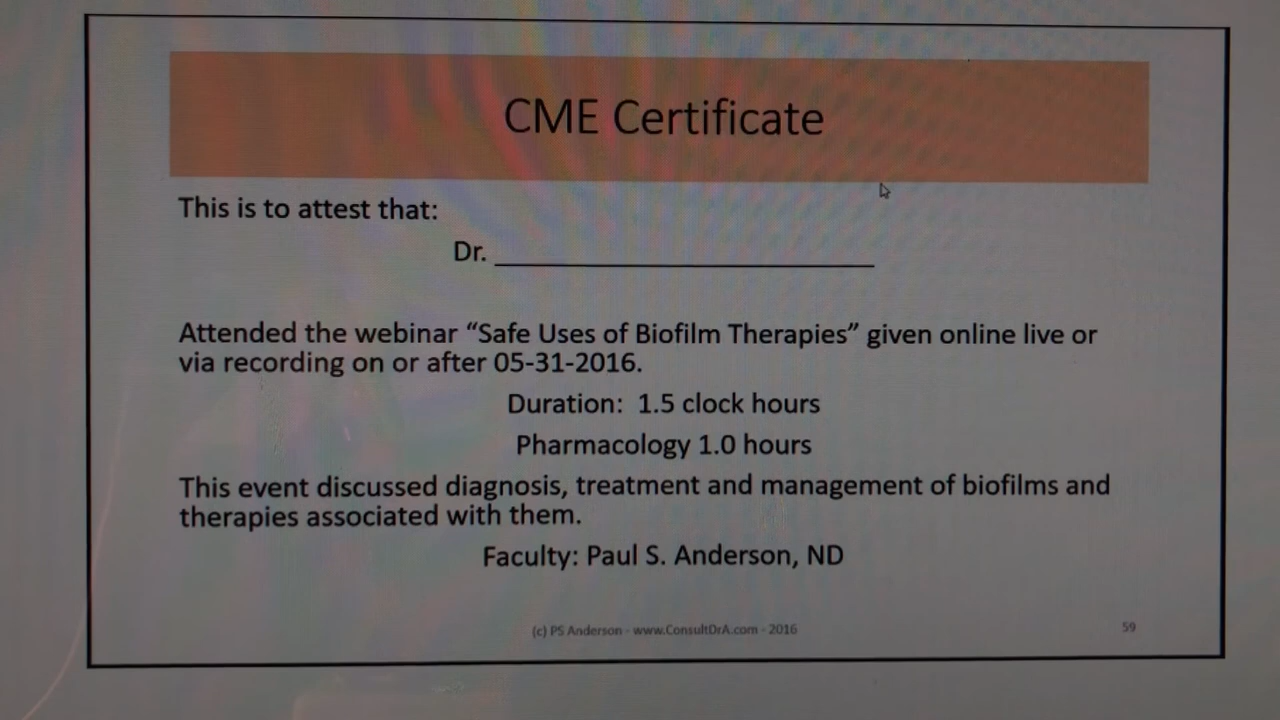 CME Certificate
This is to attest that:
Dr. ____________________________
Attended the webinar “Safe Uses of Biofilm Therapies” given online live or
via recording on or after 05-31-2016.
Duration:  1.5 clock hours
Pharmacology 1.0 hours
This event discussed diagnosis, treatment and management of biofilms and
therapies associated with them.
Faculty: Paul S. Anderson, ND
(c) PS Anderson - www.ConsultDrA.com - 2016
59